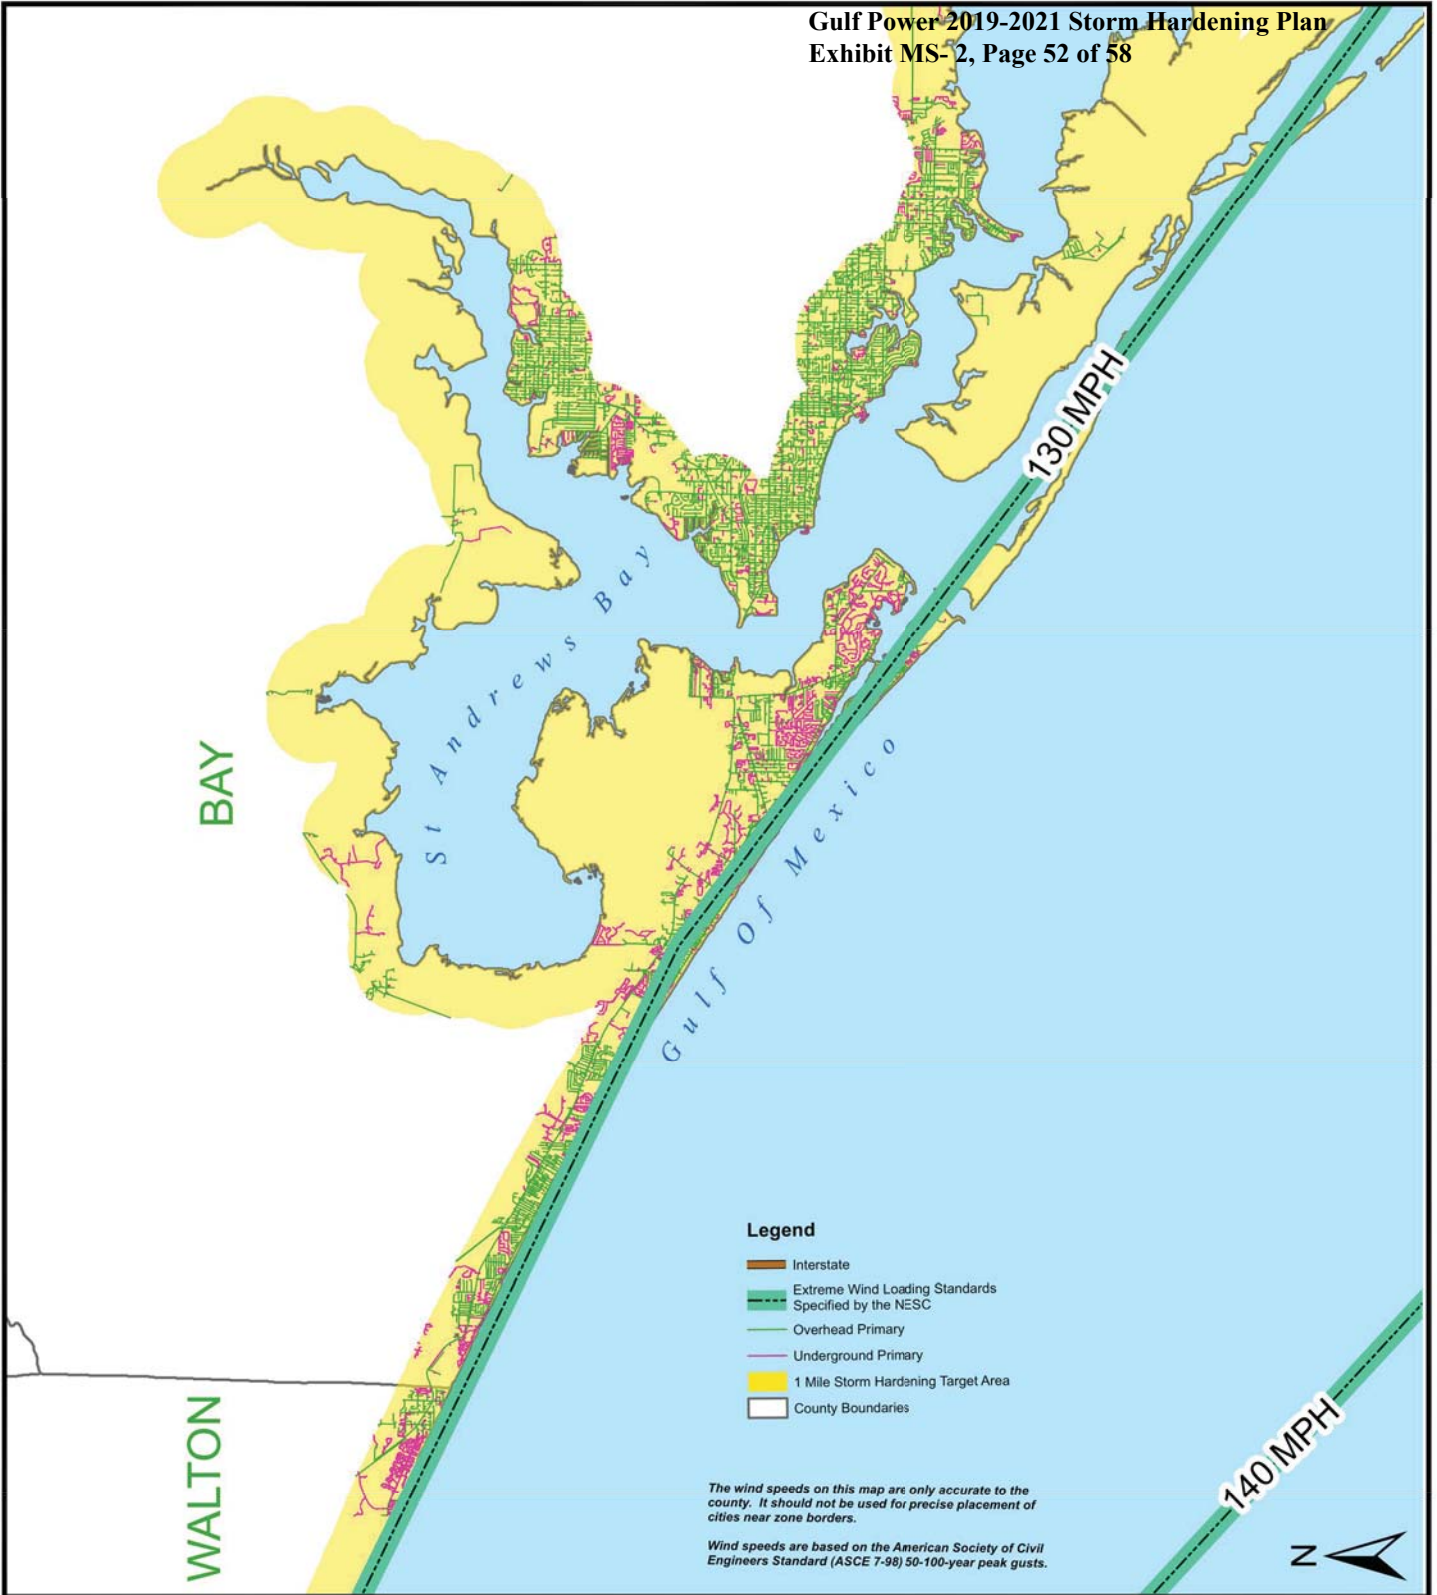 Gulf Power 2019-2021 Storm Hardening Plan
Exhibit MS- 2, Page 52 of 58
130 MPH
St Andrews Bay
BAY
Gulf Of Mexico
WALTON
Legend
Interstate
Extreme Wind Loading Standards
Specified by the NESC
Overhead Primary
Underground Primary
1 Mile Storm Hardening Target Area
County Boundaries
140 MPH
The wind speeds on this map are only accurate to the
county. It should not be used for precise placement of
cities near zone borders.
Wind speeds are based on the American Society of Civil
Engineers Standard (ASCE 7-98) 50-100-year peak gusts.
N